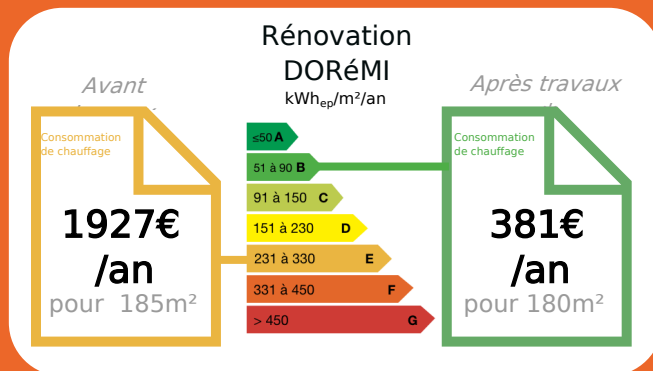 Rénovation
DORéMI
kWhep/m²/an
Avant
Consommation
de chauffage
1927€
/an
pour 185m²
≤50 A
51 à 90 B
91 à 150 C
151 à 230 D
231 à 330 E
331 à 450 F
> 450 G
Après travaux
Consommation
de chauffage
381€
/an
pour 180m²